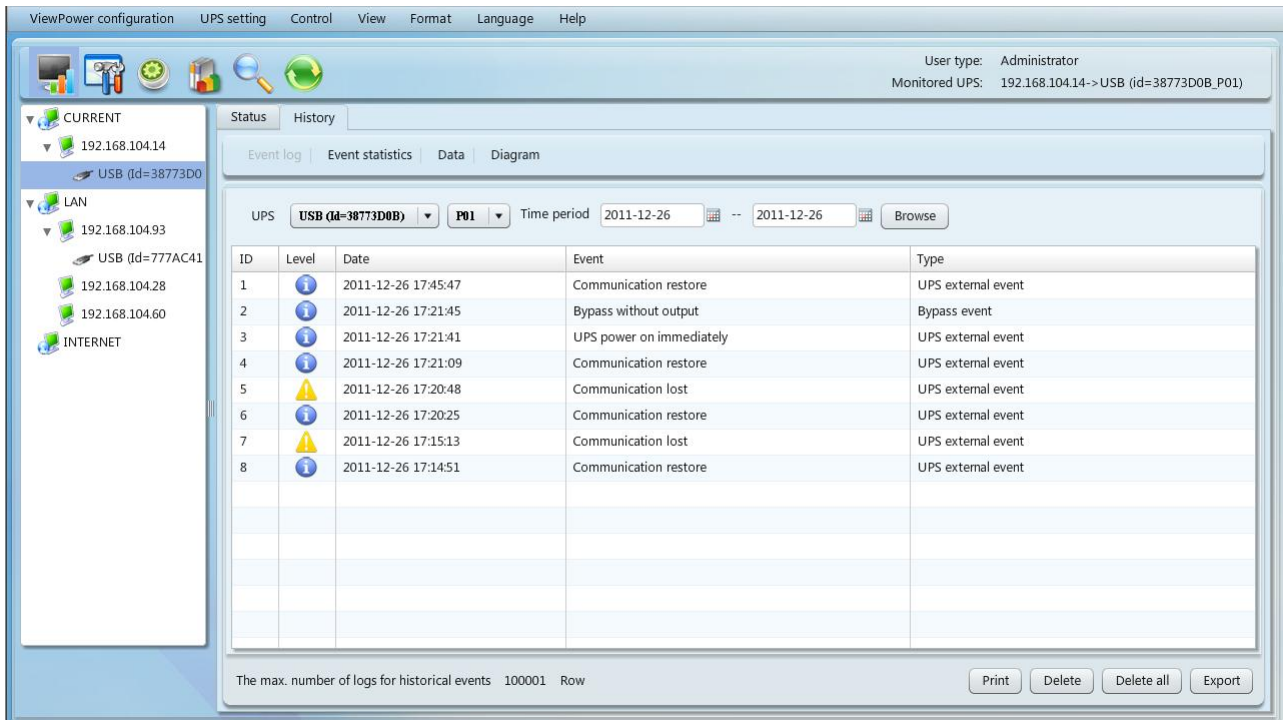 ViewPower configuration UPS setting Control View Format Language Help
User type: Administrator
Monitored UPS: 192.168.104.14->USB (id=38773D0B_P01)
CURRENT
192.168.104.14
USB (Id=38773D0
LAN
192.168.104.93
USB (Id=777AC41
192.168.104.28
192.168.104.60
INTERNET
Status History
Event log Event statistics Data Diagram
UPS USB (Id=38773D0B) P01 Time period 2011-12-26 -- 2011-12-26 Browse
ID Level Date Event Type
1 2011-12-26 17:45:47 Communication restore UPS external event
2 2011-12-26 17:21:45 Bypass without output Bypass event
3 2011-12-26 17:21:41 UPS power on immediately UPS external event
4 2011-12-26 17:21:09 Communication restore UPS external event
5 2011-12-26 17:20:48 Communication lost UPS external event
6 2011-12-26 17:20:25 Communication restore UPS external event
7 2011-12-26 17:15:13 Communication lost UPS external event
8 2011-12-26 17:14:51 Communication restore UPS external event
The max. number of logs for historical events 100001 Row
Print Delete Delete all Export